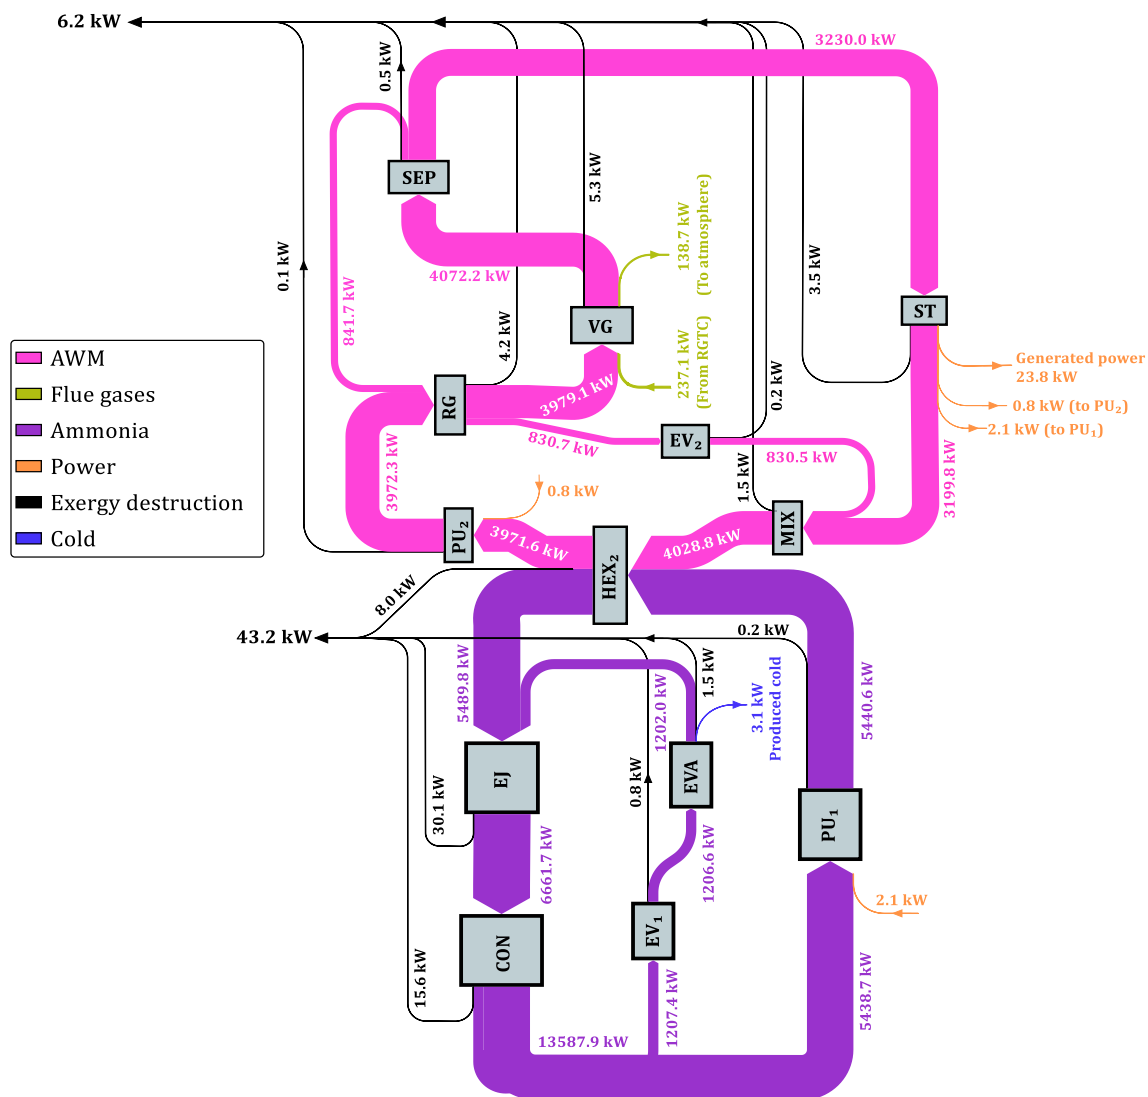 6.2 kW
3230.0 kW
0.5 kW
SEP
5.3 kW
138.7 kW
(To atmosphere)
0.1 kW
4072.2 kW
3.5 kW
841.7 kW
ST
VG
4.2 kW
AWM
Flue gases
Ammonia
Power
Exergy destruction
Cold
237.1 kW
(From RGTC)
0.2 kW
Generated power
23.8 kW
0.8 kW (to PU₂)
2.1 kW (to PU₁)
RG
3979.1 kW
830.7 kW
EV₂
830.5 kW
3972.3 kW
0.8 kW
1.5 kW
3199.8 kW
PU₂
3971.6 kW
HEX₂
4028.8 kW
MIX
8.0 kW
43.2 kW
0.2 kW
5489.8 kW
1202.0 kW
1.5 kW
3.1 kW
Produced cold
5440.6 kW
EJ
EVA
0.8 kW
30.1 kW
PU₁
6661.7 kW
1206.6 kW
2.1 kW
CON
EV₁
15.6 kW
1207.4 kW
5438.7 kW
13587.9 kW